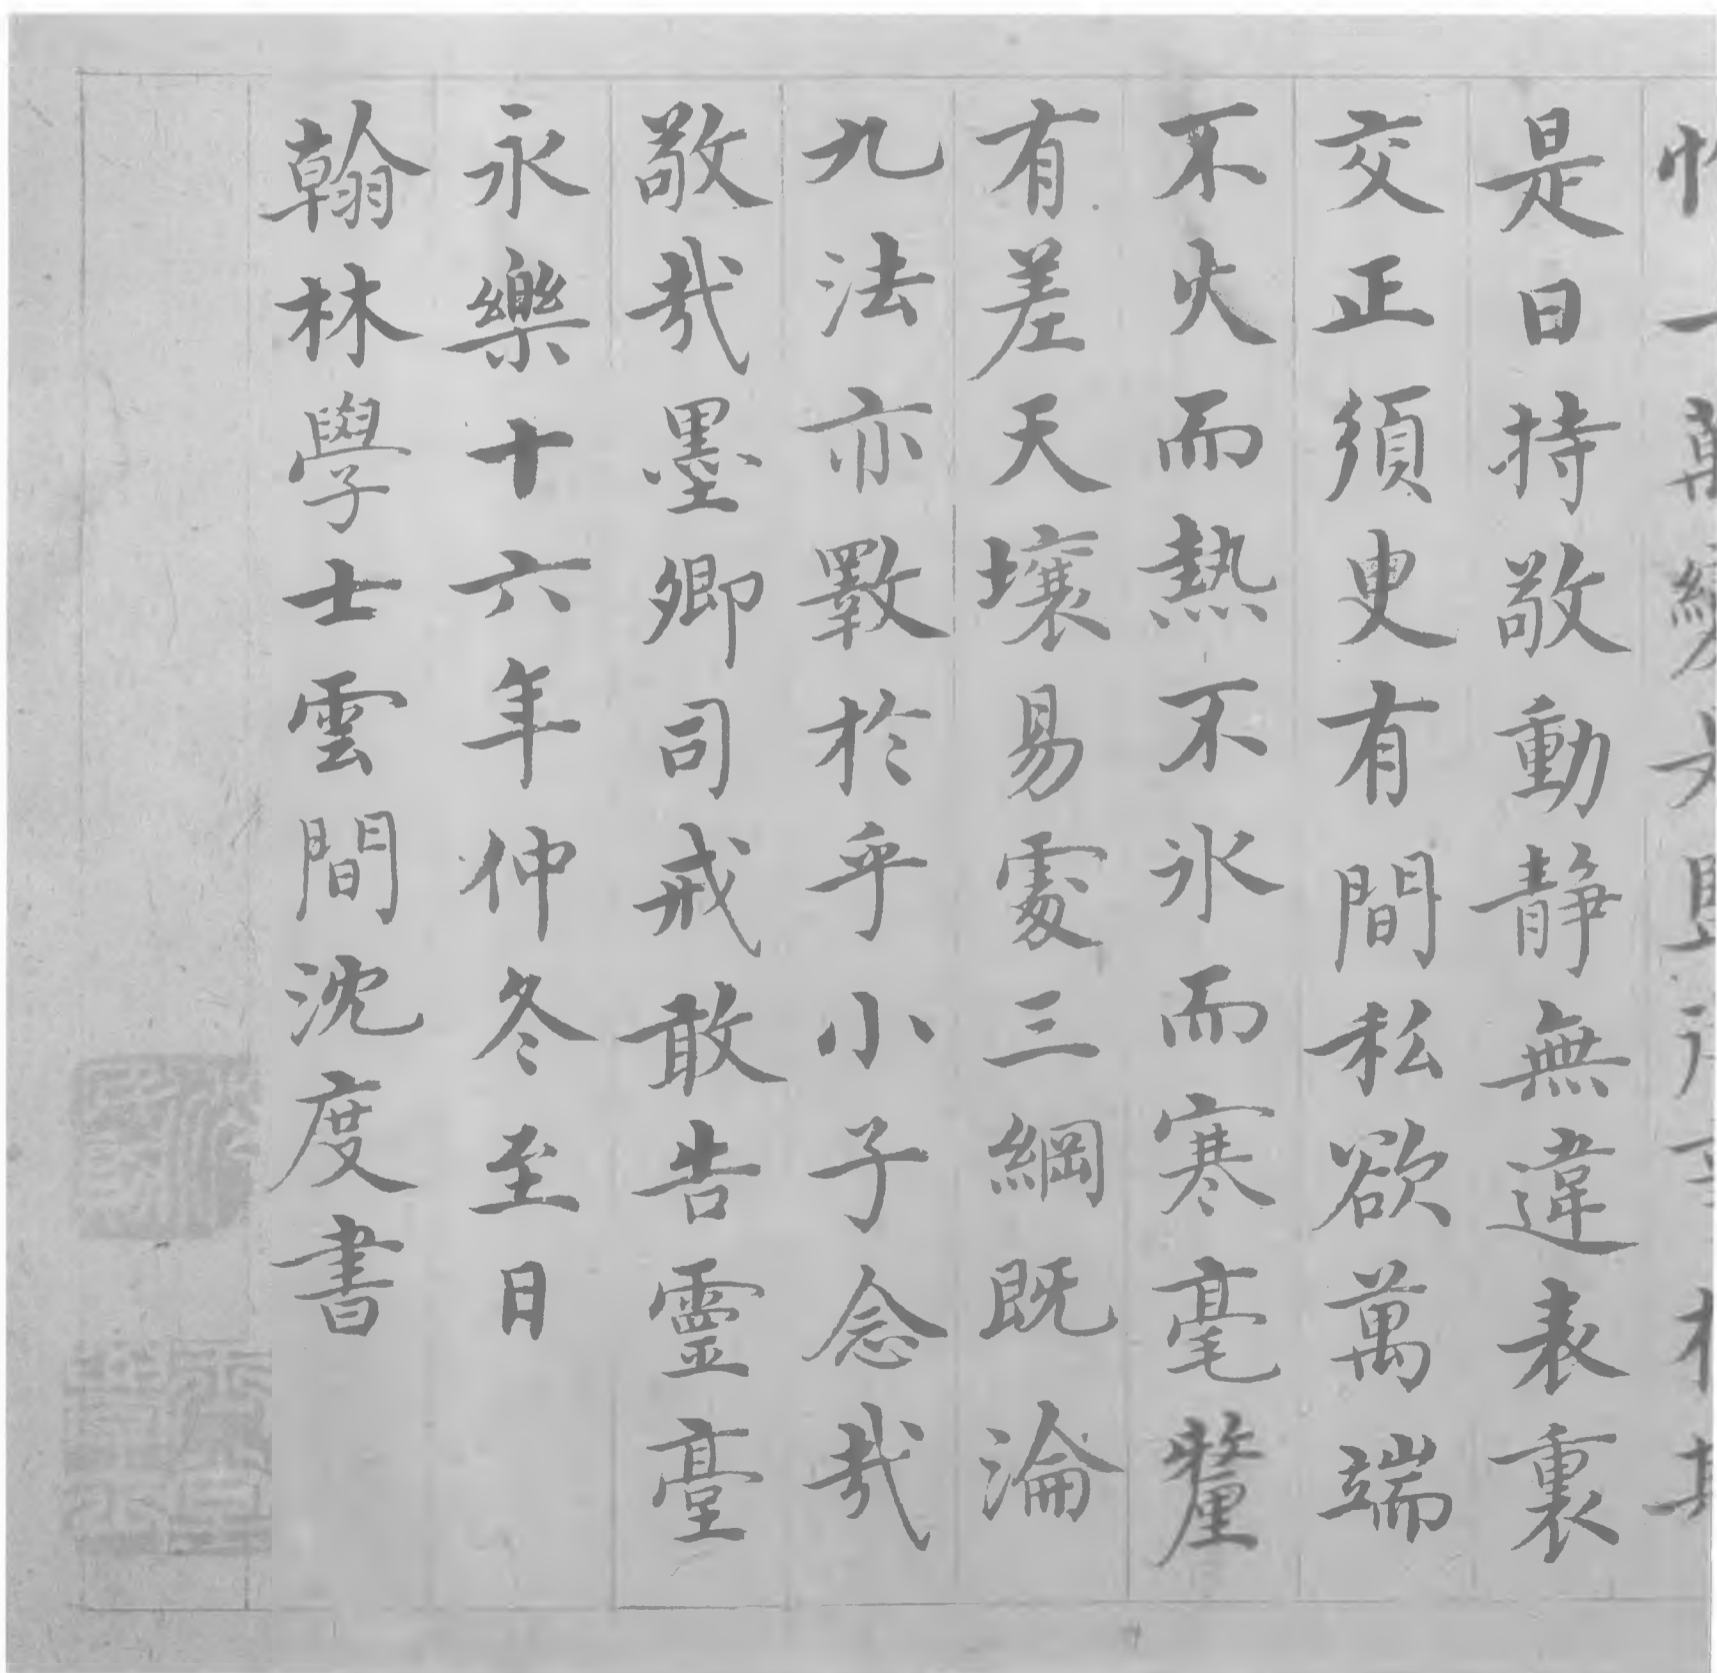 一萬變
是曰持敬動靜無違表裏
交正須臾有間私欲萬端
不火而熱不氷而寒毫釐
有差天壤易處三綱既淪
九法亦斁於乎小子念哉
敬哉墨卿司戒敢告靈臺
永樂十六年仲冬至日
翰林學士雲間沈度書